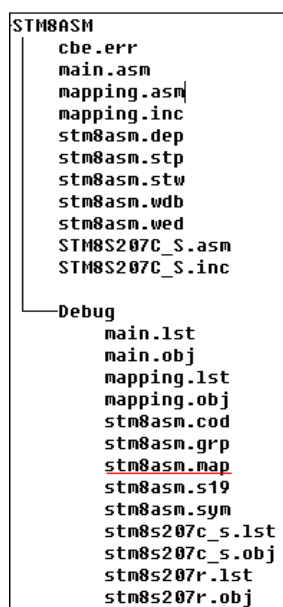 STM8ASM
cbe.err
main.asm
mapping.asm
mapping.inc
stm8asm.dep
stm8asm.stp
stm8asm.stw
stm8asm.wdb
stm8asm.wed
STM8S207C_S.asm
STM8S207C_S.inc
Debug
main.lst
main.obj
mapping.lst
mapping.obj
stm8asm.cod
stm8asm.grp
stm8asm.map
stm8asm.s19
stm8asm.sym
stm8s207c_s.lst
stm8s207c_s.obj
stm8s207r.lst
stm8s207r.obj